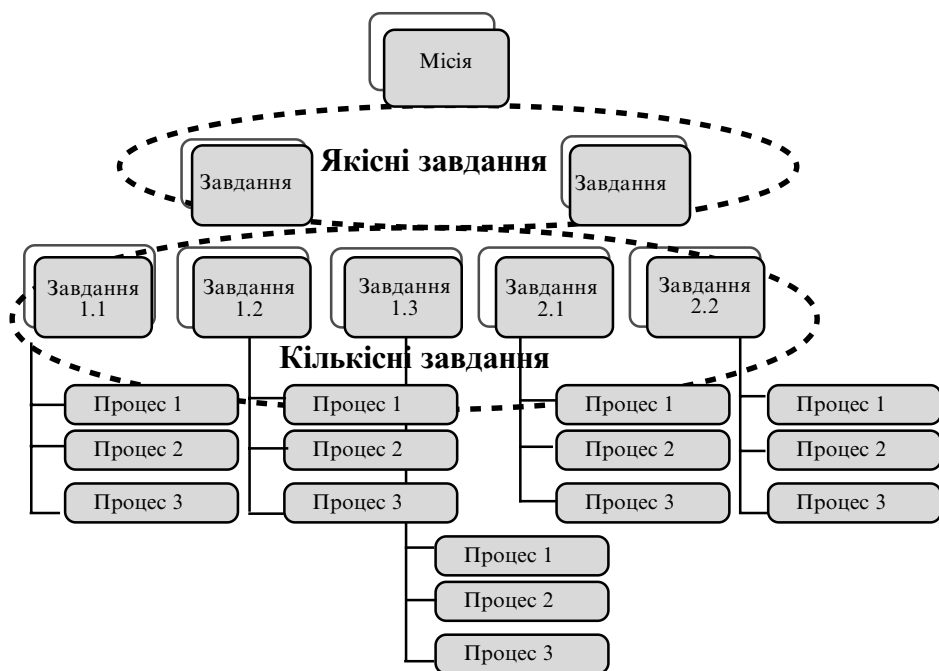 Місія
Якісні завдання
Завдання
Завдання
Завдання
1.1
Завдання
1.2
Завдання
1.3
Завдання
2.1
Завдання
2.2
Кількісні завдання
Процес 1
Процес 2
Процес 3
Процес 1
Процес 2
Процес 3
Процес 1
Процес 2
Процес 3
Процес 1
Процес 2
Процес 3
Процес 1
Процес 2
Процес 3